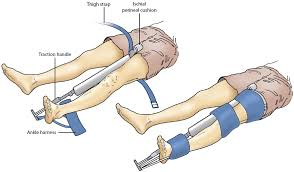 Thigh strap
Ischial
perineal cushion
Traction handle
Ankle harness